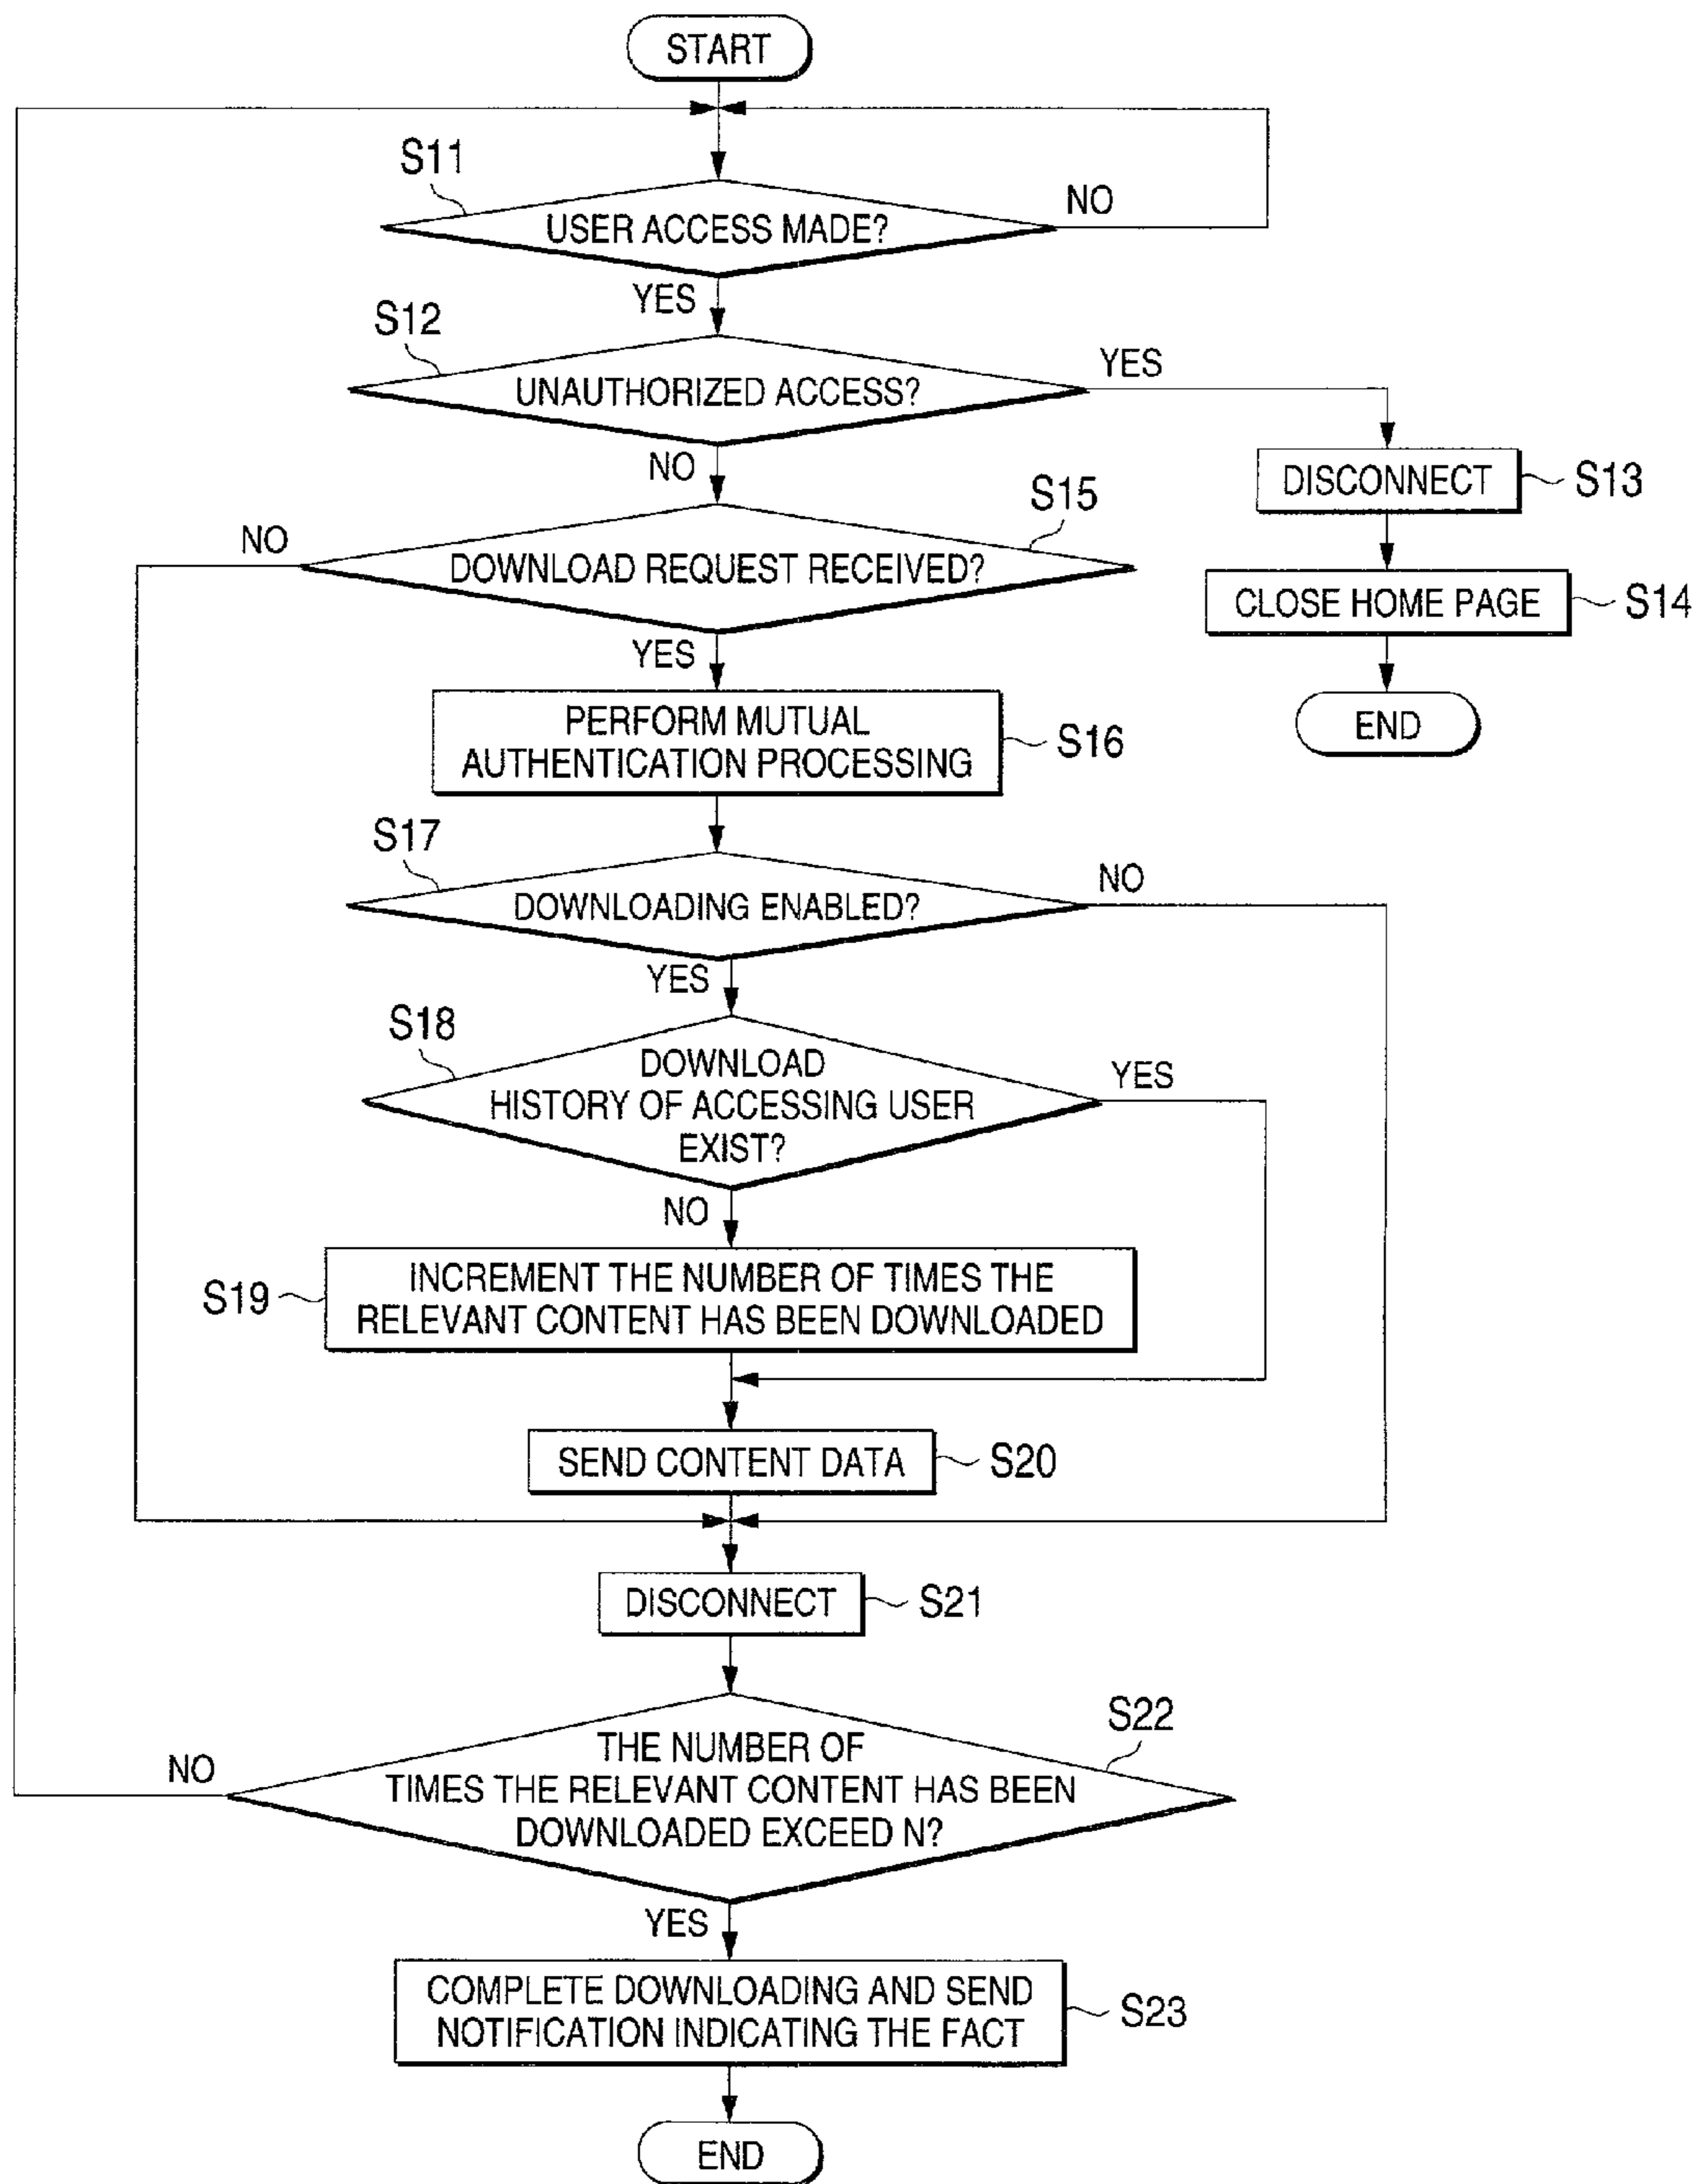 START
S11
USER ACCESS MADE?
NO
YES
S12
UNAUTHORIZED ACCESS?
YES
NO
DISCONNECT
S13
S15
NO
DOWNLOAD REQUEST RECEIVED?
CLOSE HOME PAGE
S14
YES
PERFORM MUTUAL
AUTHENTICATION PROCESSING
S16
END
S17
DOWNLOADING ENABLED?
NO
YES
S18
DOWNLOAD
HISTORY OF ACCESSING USER
EXIST?
YES
NO
S19
INCREMENT THE NUMBER OF TIMES THE
RELEVANT CONTENT HAS BEEN DOWNLOADED
SEND CONTENT DATA
S20
DISCONNECT
S21
S22
THE NUMBER OF
TIMES THE RELEVANT CONTENT HAS BEEN
DOWNLOADED EXCEED N?
NO
YES
COMPLETE DOWNLOADING AND SEND
NOTIFICATION INDICATING THE FACT
S23
END